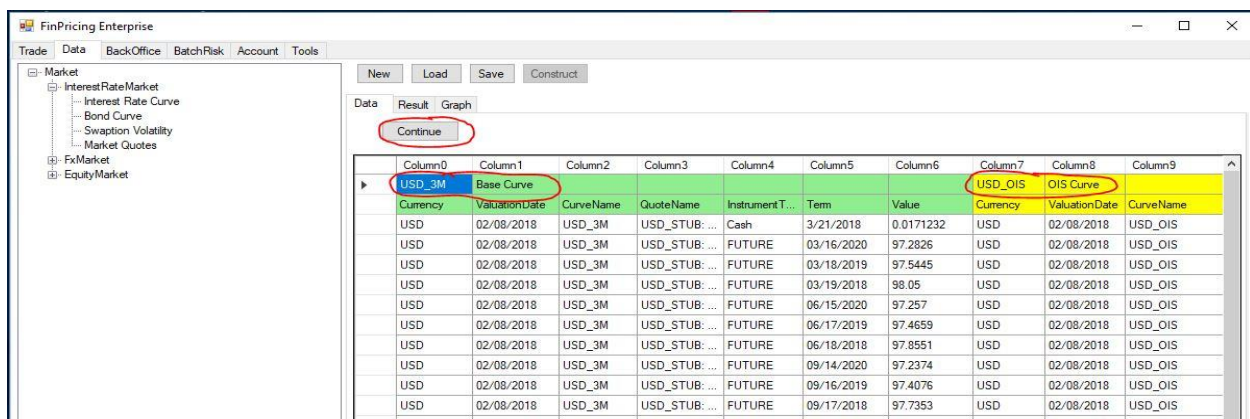 FinPricing Enterprise
Trade Data BackOffice BatchRisk Account Tools
Market
InterestRateMarket
Interest Rate Curve
Bond Curve
Swaption Volatility
Market Quotes
FxMarket
EquityMarket
New Load Save Construct
Data Result Graph
Continue
Column0 Column1 Column2 Column3 Column4 Column5 Column6 Column7 Column8 Column9
USD_3M Base Curve USD_OIS OIS Curve
Currency ValuationDate CurveName QuoteName InstrumentT... Term Value Currency ValuationDate CurveName
USD 02/08/2018 USD_3M USD_STUB: ... Cash 3/21/2018 0.0171232 USD 02/08/2018 USD_OIS
USD 02/08/2018 USD_3M USD_STUB: ... FUTURE 03/16/2020 97.2826 USD 02/08/2018 USD_OIS
USD 02/08/2018 USD_3M USD_STUB: ... FUTURE 03/18/2019 97.5445 USD 02/08/2018 USD_OIS
USD 02/08/2018 USD_3M USD_STUB: ... FUTURE 03/19/2018 98.05 USD 02/08/2018 USD_OIS
USD 02/08/2018 USD_3M USD_STUB: ... FUTURE 06/15/2020 97.257 USD 02/08/2018 USD_OIS
USD 02/08/2018 USD_3M USD_STUB: ... FUTURE 06/17/2019 97.4659 USD 02/08/2018 USD_OIS
USD 02/08/2018 USD_3M USD_STUB: ... FUTURE 06/18/2018 97.8551 USD 02/08/2018 USD_OIS
USD 02/08/2018 USD_3M USD_STUB: ... FUTURE 09/14/2020 97.2374 USD 02/08/2018 USD_OIS
USD 02/08/2018 USD_3M USD_STUB: ... FUTURE 09/16/2019 97.4076 USD 02/08/2018 USD_OIS
USD 02/08/2018 USD_3M USD_STUB: ... FUTURE 09/17/2018 97.7353 USD 02/08/2018 USD_OIS